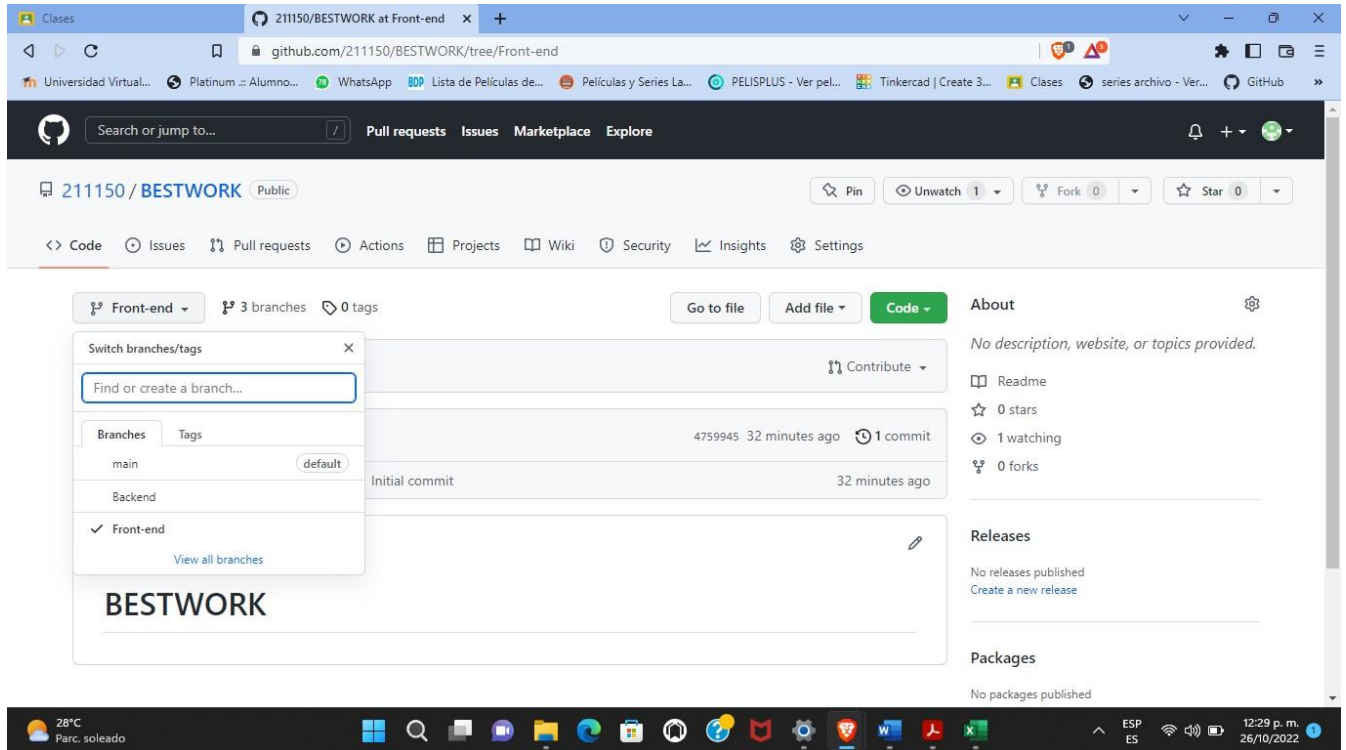 Clases
211150/BESTWORK at Front-end
github.com/211150/BESTWORK/tree/Front-end
Universidad Virtual... Platinum .:: Alumno... WhatsApp BDP Lista de Películas de... Películas y Series La... PELISPLUS - Ver pel... Tinkercad | Create 3... Clases series archivo - Ver... GitHub »
Search or jump to... / Pull requests Issues Marketplace Explore
211150 / BESTWORK Public Pin Unwatch 1 Fork 0 Star 0
<> Code Issues Pull requests Actions Projects Wiki Security Insights Settings
Front-end 3 branches 0 tags Go to file Add file Code About
Switch branches/tags
No description, website, or topics provided.
Contribute
Find or create a branch...
Readme
0 stars
Branches Tags 4759945 32 minutes ago 1 commit 1 watching
main default 0 forks
Initial commit 32 minutes ago
Backend
Front-end Releases
View all branches
No releases published
Create a new release
BESTWORK
Packages
No packages published
28°C
Parc. soleado
ESP
ES
12:29 p. m.
26/10/2022
1